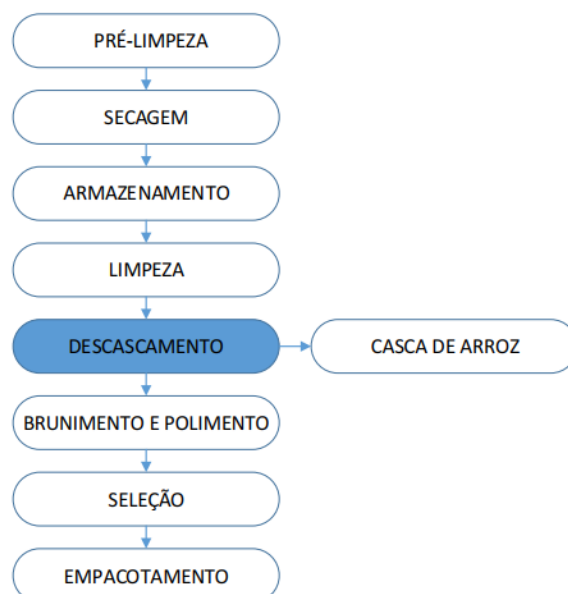 PRÉ-LIMPEZA
SECAGEM
ARMAZENAMENTO
LIMPEZA
DESCASCAMENTO
CASCA DE ARROZ
BRUNIMENTO E POLIMENTO
SELEÇÃO
EMPACOTAMENTO